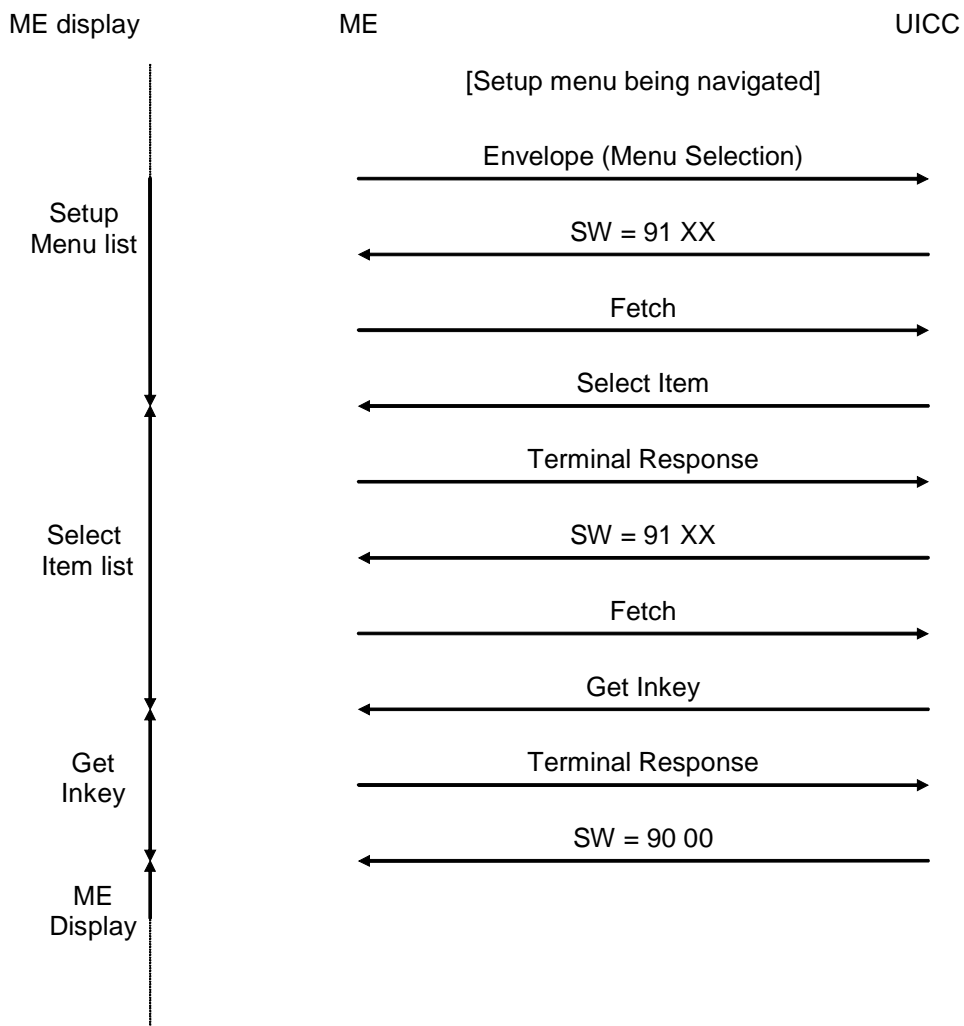 ME display
ME
UICC
[Setup menu being navigated]
Envelope (Menu Selection)
Setup
Menu list
SW = 91 XX
Fetch
Select Item
Terminal Response
Select
Item list
SW = 91 XX
Fetch
Get Inkey
Get
Inkey
Terminal Response
SW = 90 00
ME
Display